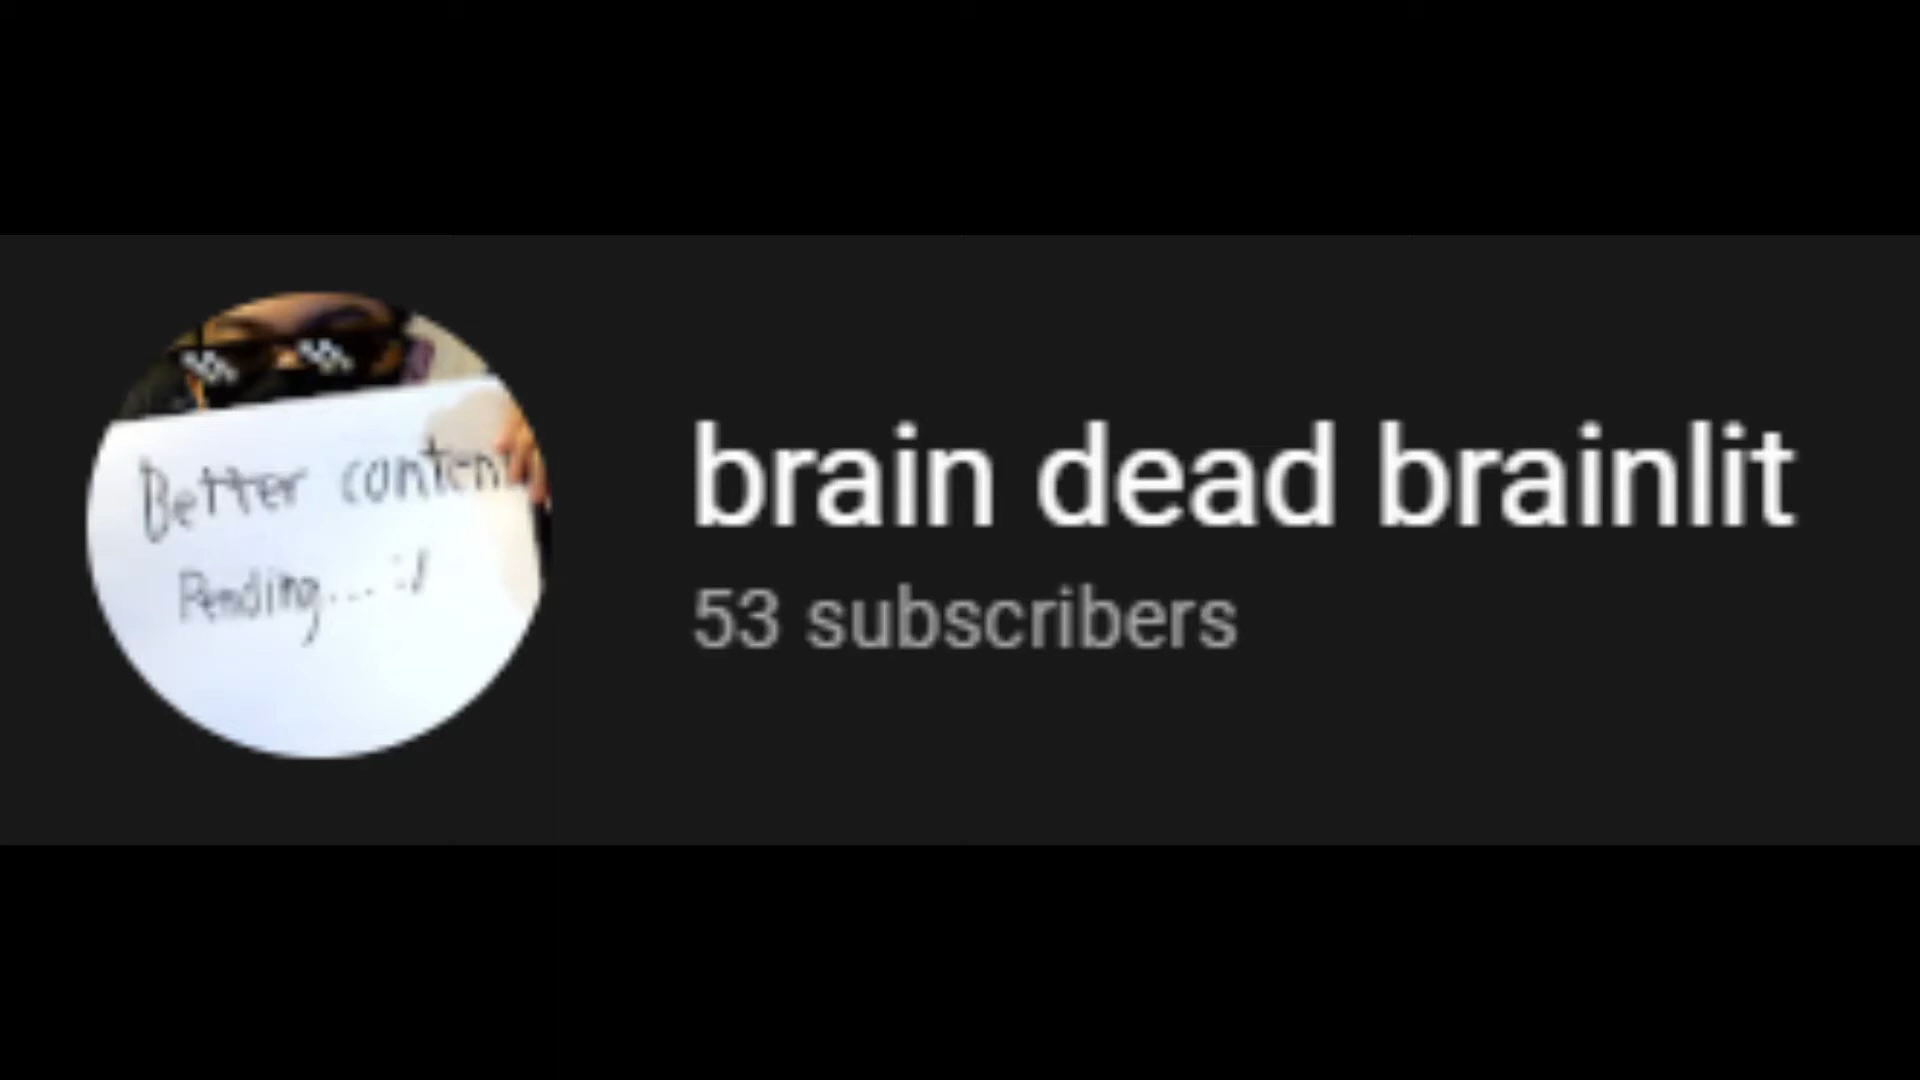 Better content
Pending... :/
brain dead brainlit
53 subscribers